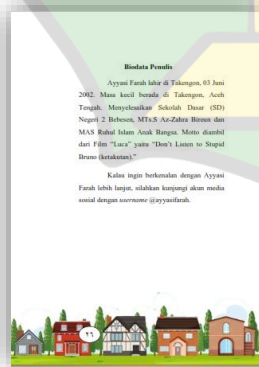 Biodata Penulis
Ayyasi Farah lahir di Takengon, 03 Juni
2002. Masa kecil berada di Takengon, Aceh
Tengah. Menyelesaikan Sekolah Dasar (SD)
Negeri 2 Bebesen, MTs.S Az-Zahra Bireun dan
MAS Ruhul Islam Anak Bangsa. Motto diambil
dari Film "Luca" yaitu "Don't Listen to Stupid
Bruno (ketakutan)."
Kalau ingin berkenalan dengan Ayyasi
Farah lebih lanjut, silahkan kunjungi akun media
sosial dengan username @ayyasifarah.
٢٦